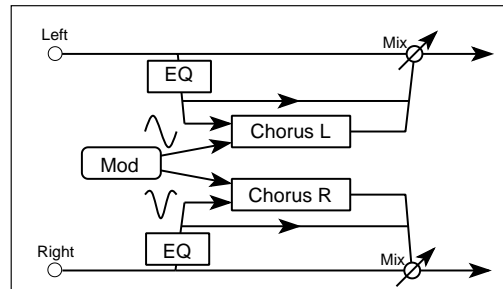 Left
Mix
EQ
Chorus L
Mod
Chorus R
EQ
Right
Mix